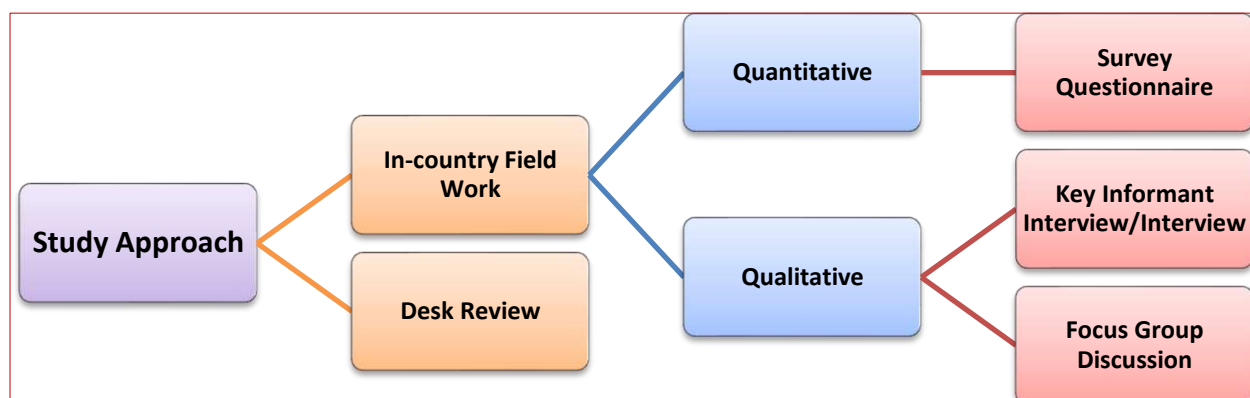 Study Approach
In-country Field
Work
Desk Review
Quantitative
Qualitative
Survey
Questionnaire
Key Informant
Interview/Interview
Focus Group
Discussion